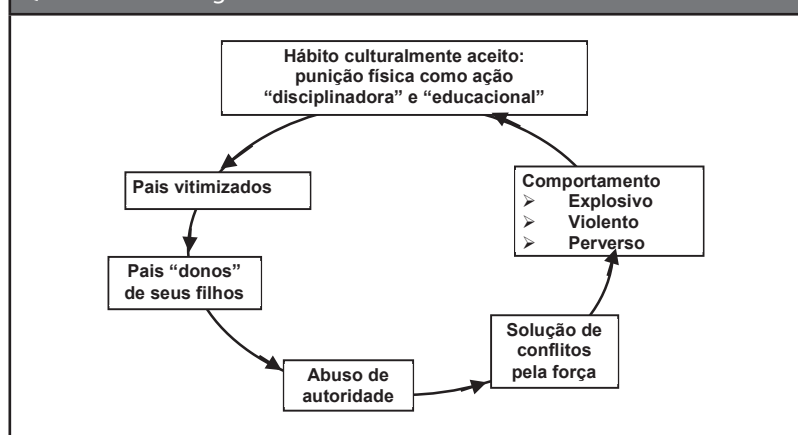 Hábito culturalmente aceito:
punição física como ação
“disciplinadora” e “educacional”
Pais vitimizados
Pais “donos”
de seus filhos
Abuso de
autoridade
Solução de
conflitos
pela força
Comportamento
➢ Explosivo
➢ Violento
➢ Perverso